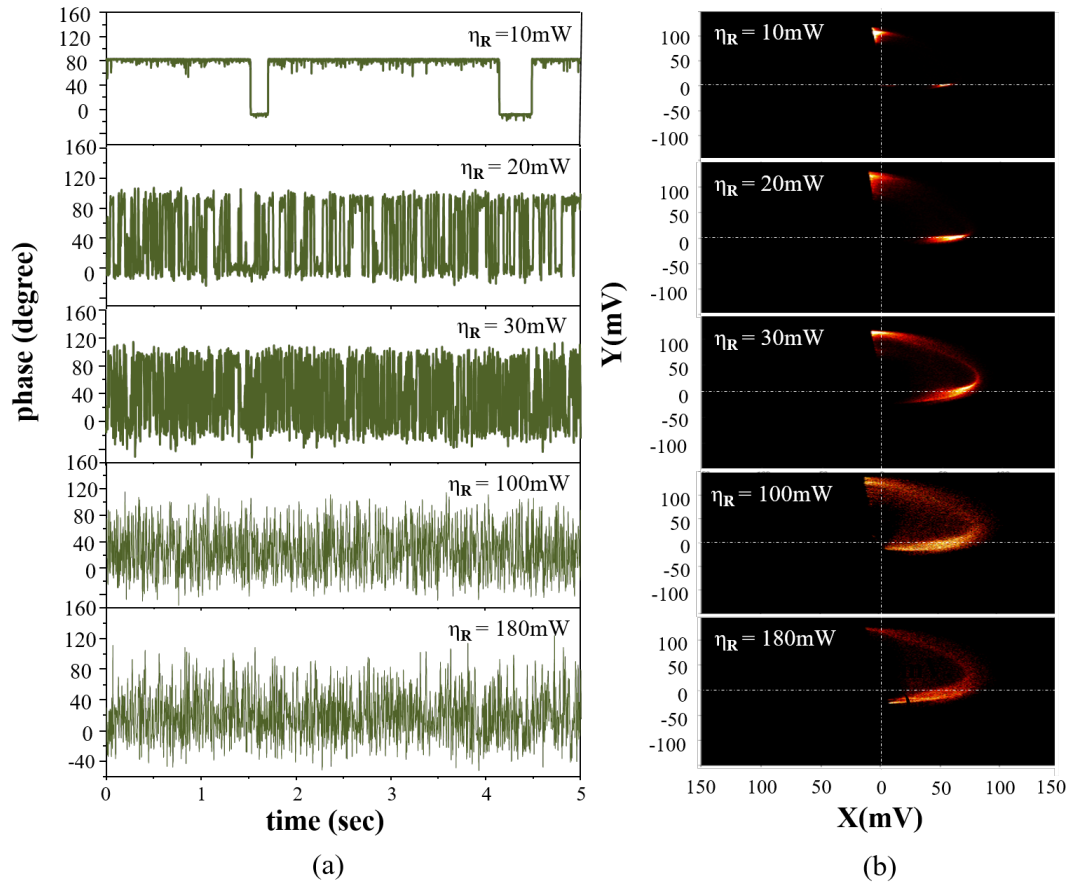 phase (degree)
160
120
80
40
0
ηR =10mW
160
120
80
40
0
ηR = 20mW
160
120
80
40
0
ηR = 30mW
160
120
80
40
0
ηR = 100mW
160
120
80
40
0
-40
ηR = 180mW
0 1 2 3 4 5
time (sec)
(a)
Y(mV)
100
50
0
-50
-100
ηR = 10mW
100
50
0
-50
-100
ηR = 20mW
100
50
0
-50
-100
ηR = 30mW
100
50
0
-50
-100
ηR = 100mW
100
50
0
-50
-100
ηR = 180mW
150 100 50 0 50 100 150
X(mV)
(b)